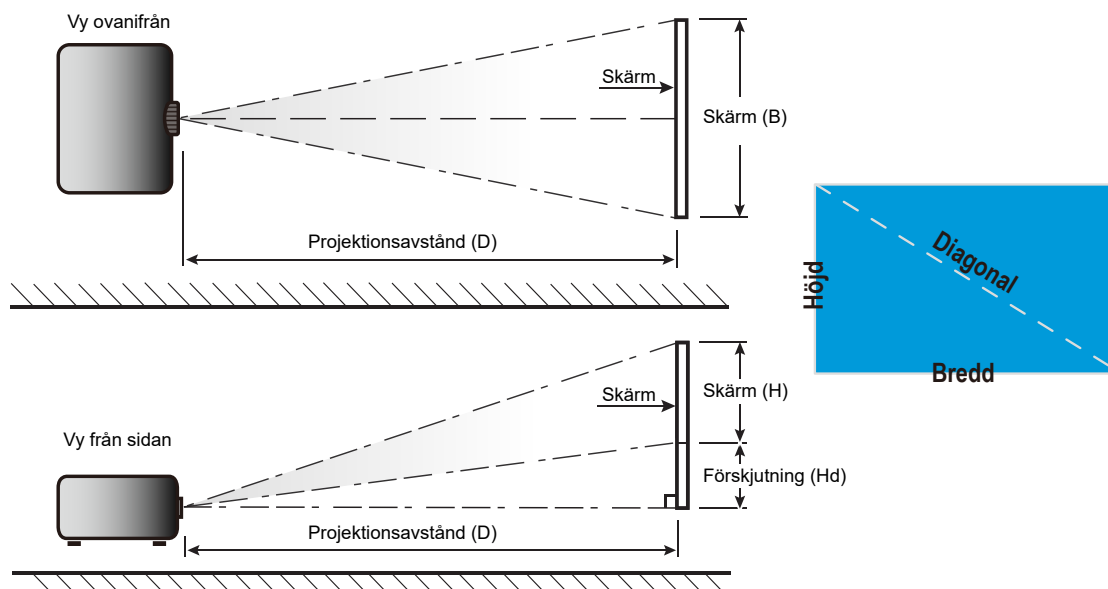 Vy ovanifrån
Skärm
Skärm (B)
Projektionsavstånd (D)
Höjd
Diagonal
Bredd
Vy från sidan
Skärm
Skärm (H)
Förskjutning (Hd)
Projektionsavstånd (D)